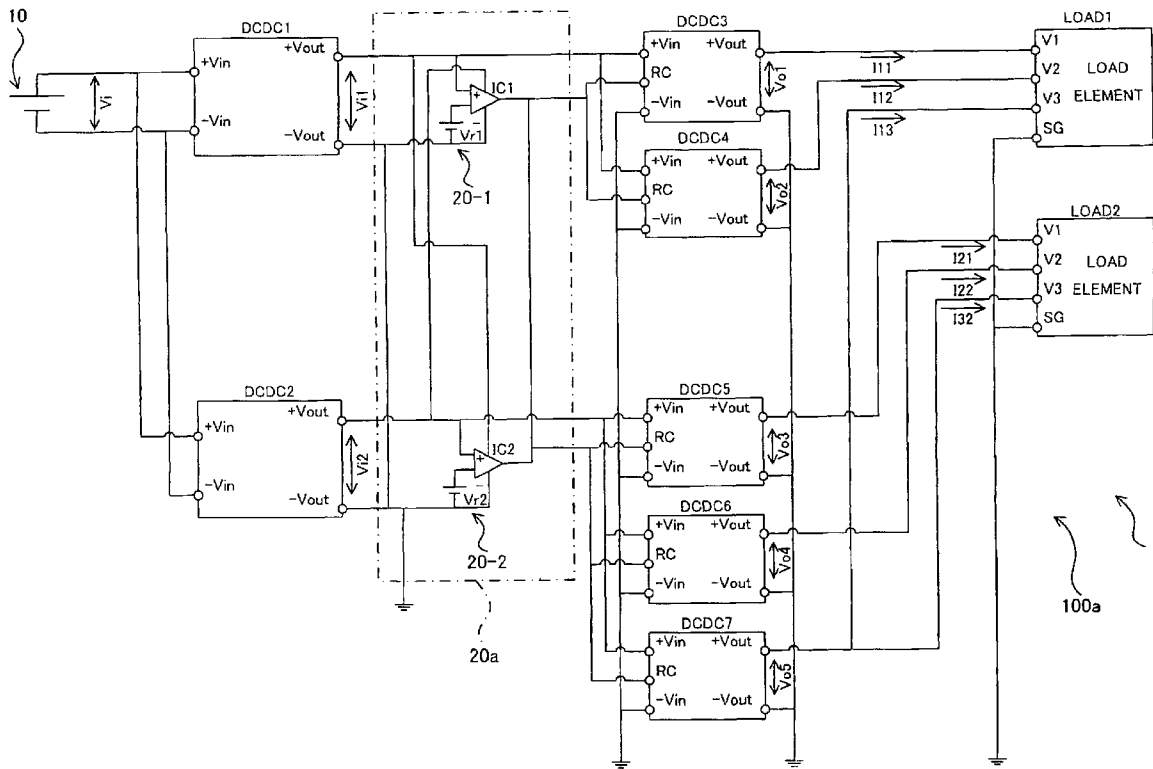 10
DCDC1
+Vin
+Vout
Vi
Vi1
-Vin
-Vout
IC1
+
Vr1
20-1
DCDC3
+Vin +Vout
RC
-Vin -Vout
Vo1
DCDC4
+Vin +Vout
RC
-Vin -Vout
Vo2
I11
I12
I13
LOAD1
V1
V2 LOAD
V3 ELEMENT
SG
LOAD2
V1
V2 LOAD
V3 ELEMENT
SG
I21
I22
I32
DCDC2
+Vin
+Vout
Vi2
-Vin
-Vout
IC2
+
Vr2
20-2
20a
DCDC5
+Vin +Vout
RC
-Vin -Vout
Vo3
DCDC6
+Vin +Vout
RC
-Vin -Vout
Vo4
DCDC7
+Vin +Vout
RC
-Vin -Vout
Vo5
100a